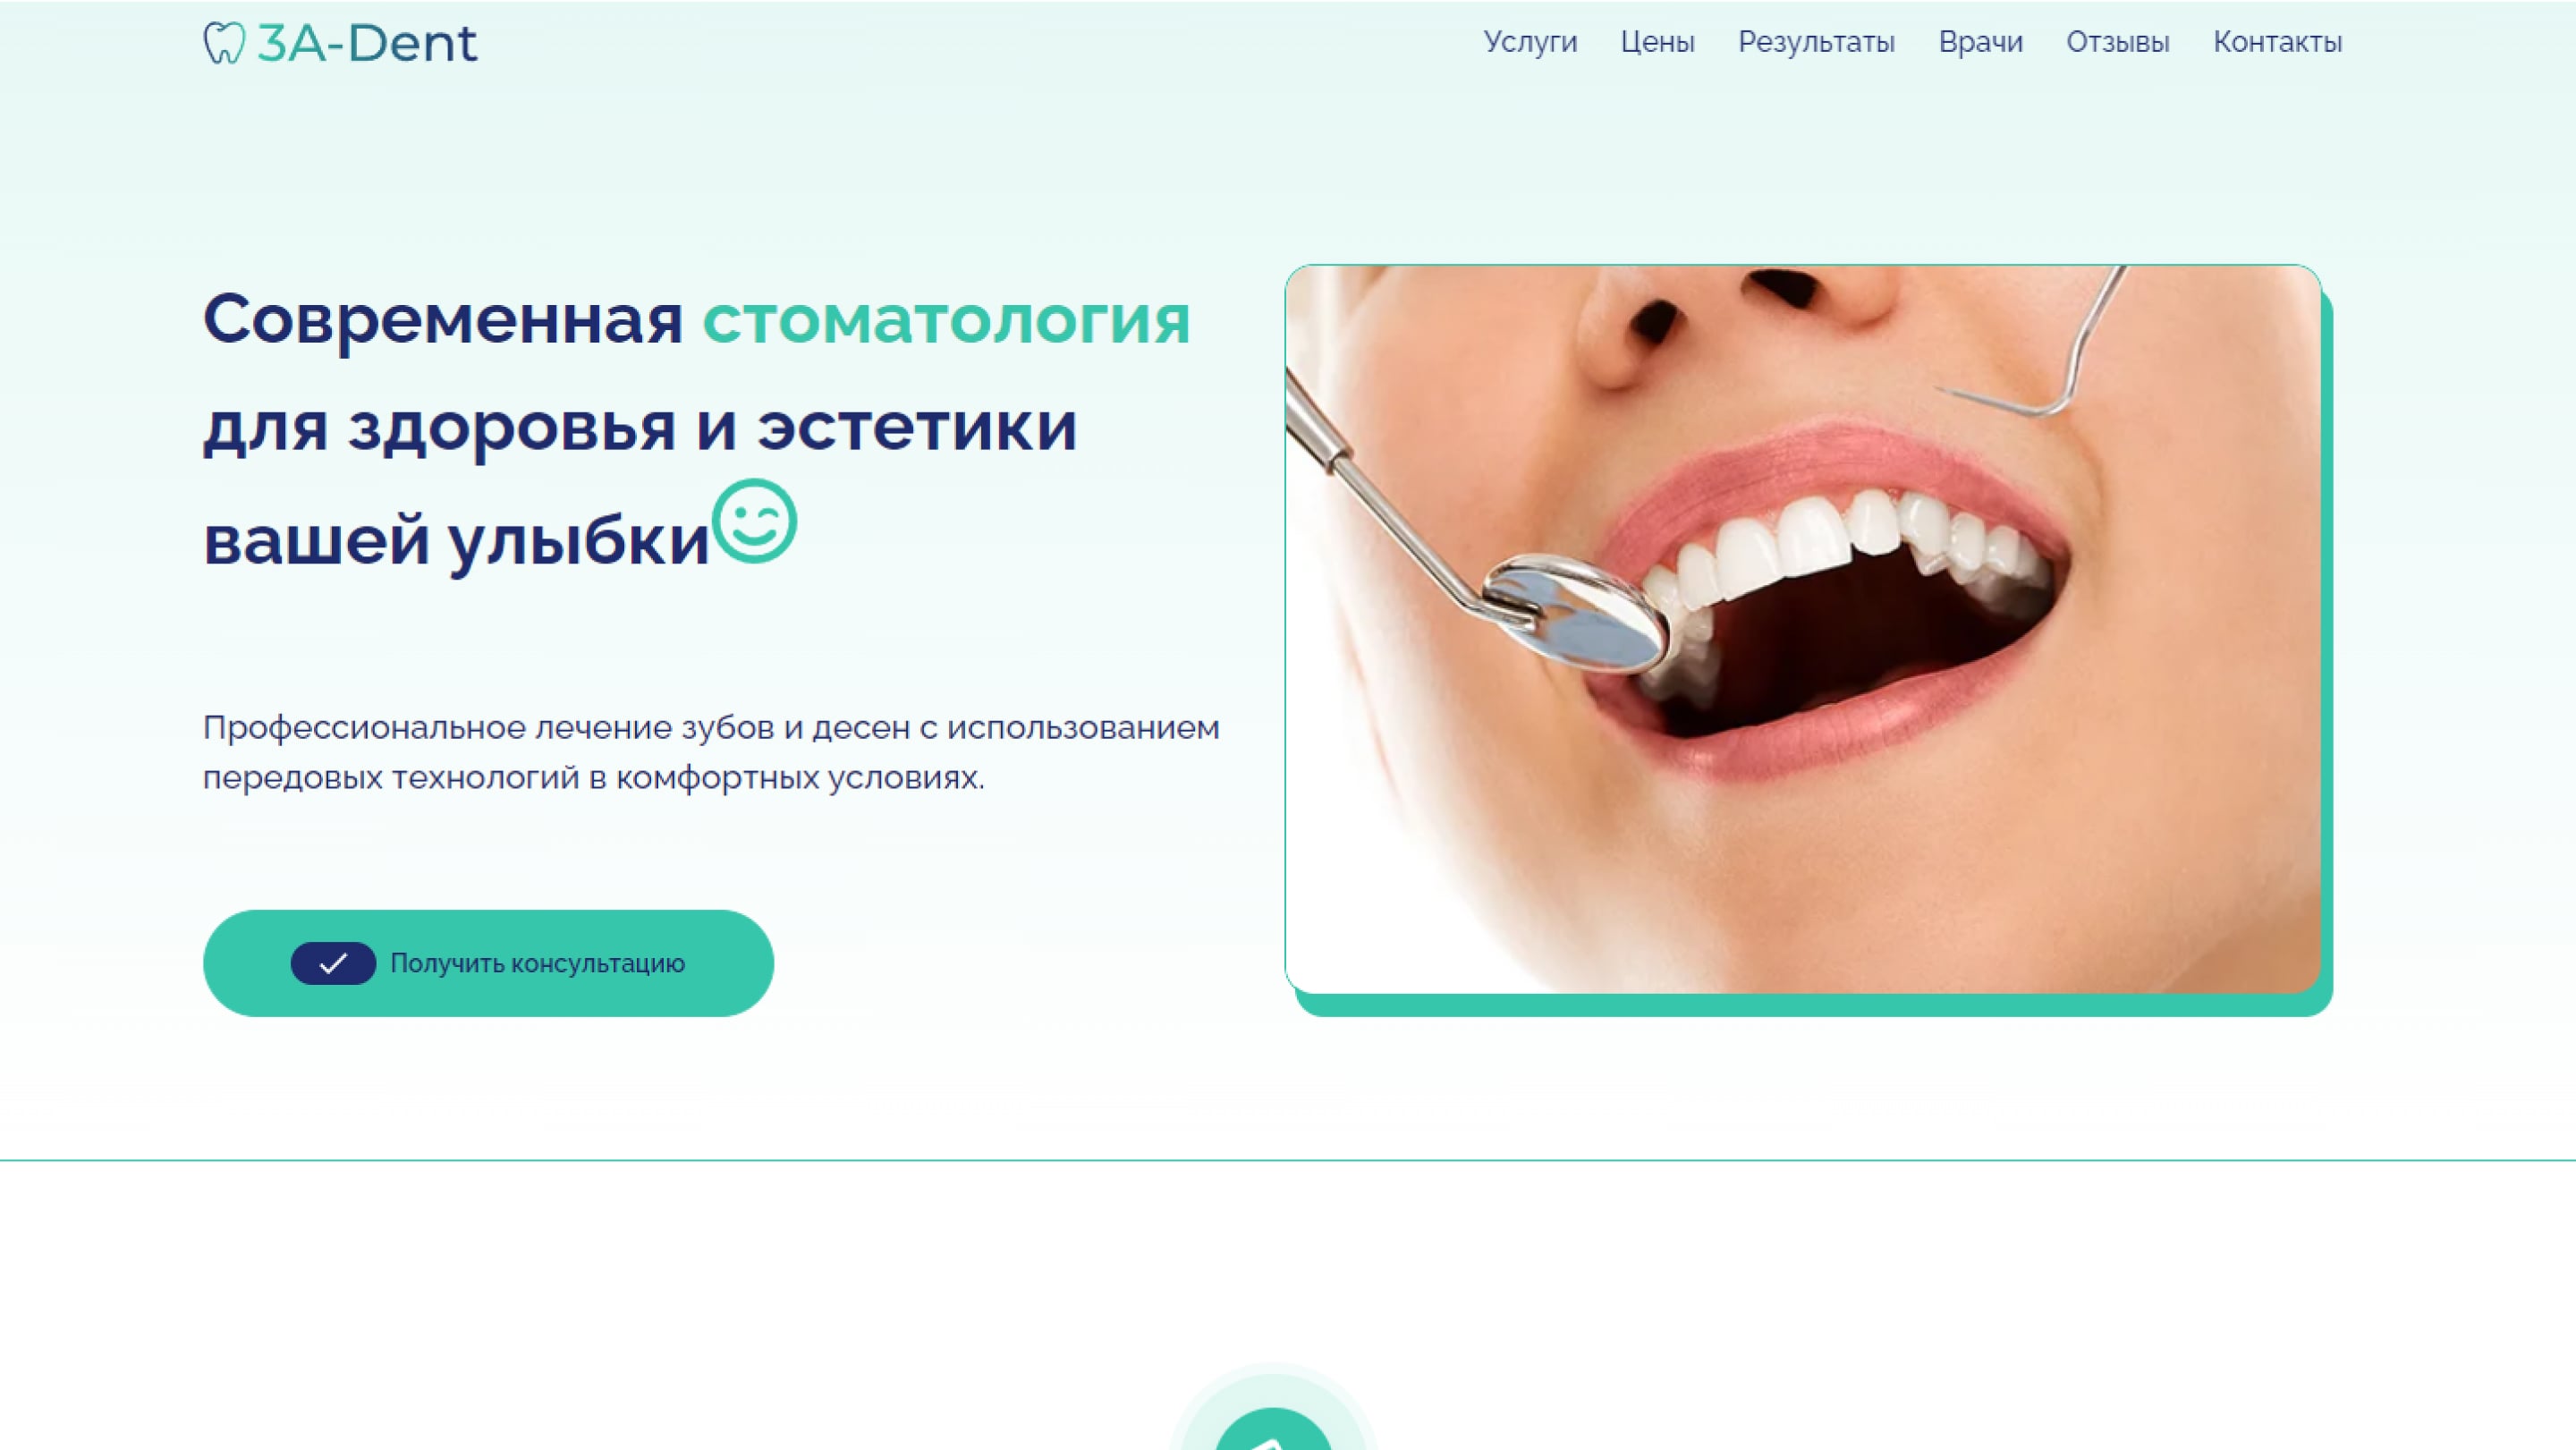 3A-Dent
Услуги Цены Результаты Врачи Отзывы Контакты
Современная стоматология
для здоровья и эстетики
вашей улыбки
Профессиональное лечение зубов и десен с использованием
передовых технологий в комфортных условиях.
Получить консультацию